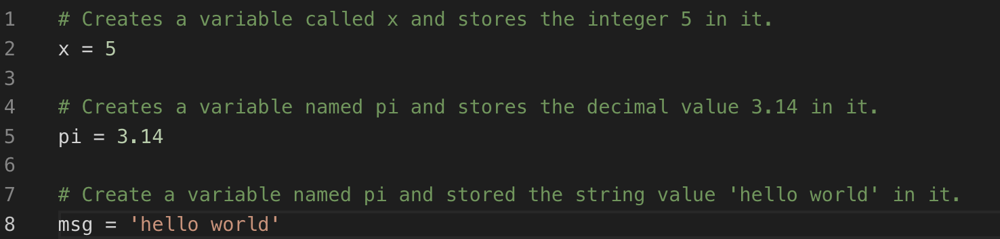 1 # Creates a variable called x and stores the integer 5 in it.
2 x = 5
3
4 # Creates a variable named pi and stores the decimal value 3.14 in it.
5 pi = 3.14
6
7 # Create a variable named pi and stored the string value 'hello world' in it.
8 msg = 'hello world'